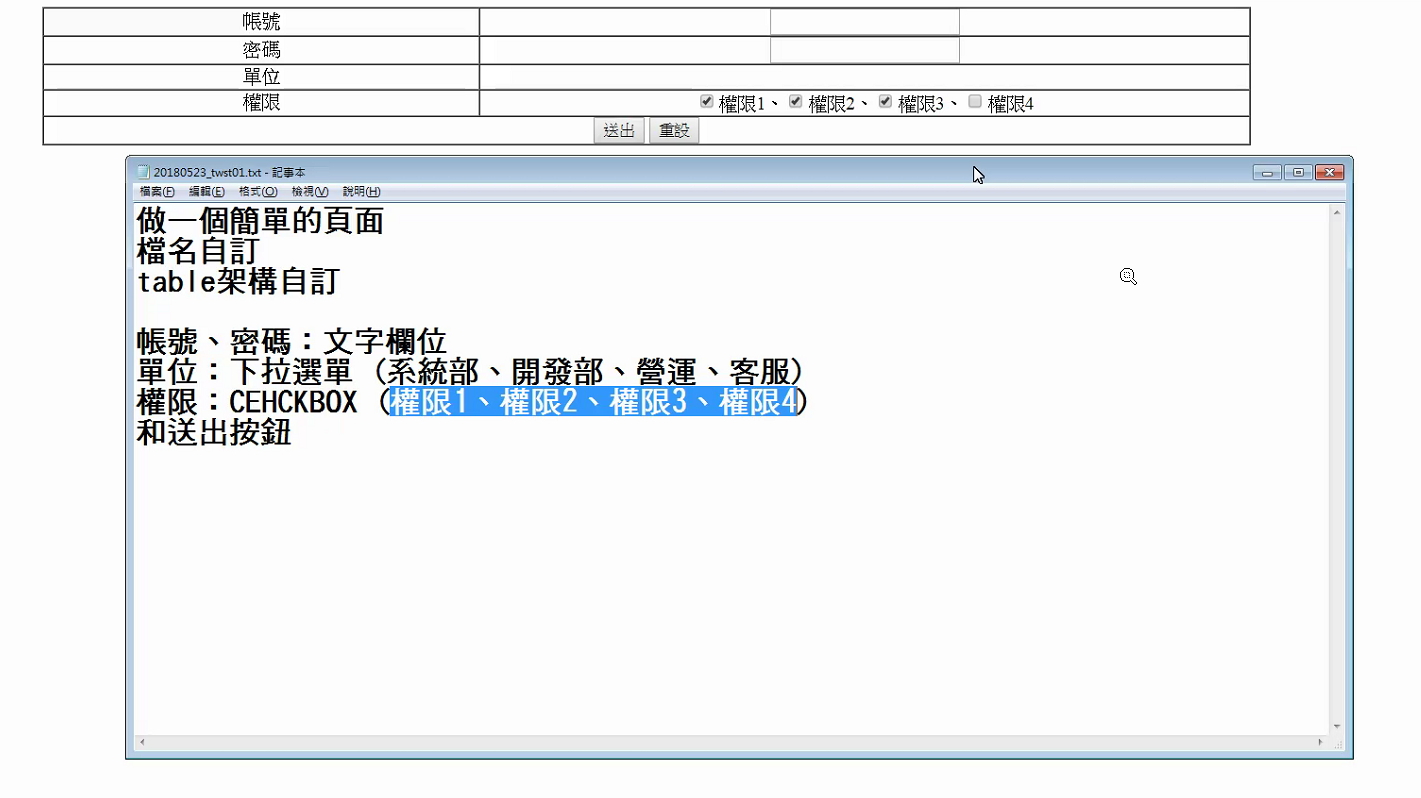 帳號
密碼
單位
權限 權限1、 權限2、 權限3、 權限4
送出 重設
20180523_twst01.txt - 記事本
檔案(F) 編輯(E) 格式(O) 檢視(V) 說明(H)
做一個簡單的頁面
檔名自訂
table架構自訂
帳號、密碼：文字欄位
單位：下拉選單 (系統部、開發部、營運、客服)
權限：CEHCKBOX (權限1、權限2、權限3、權限4)
和送出按鈕